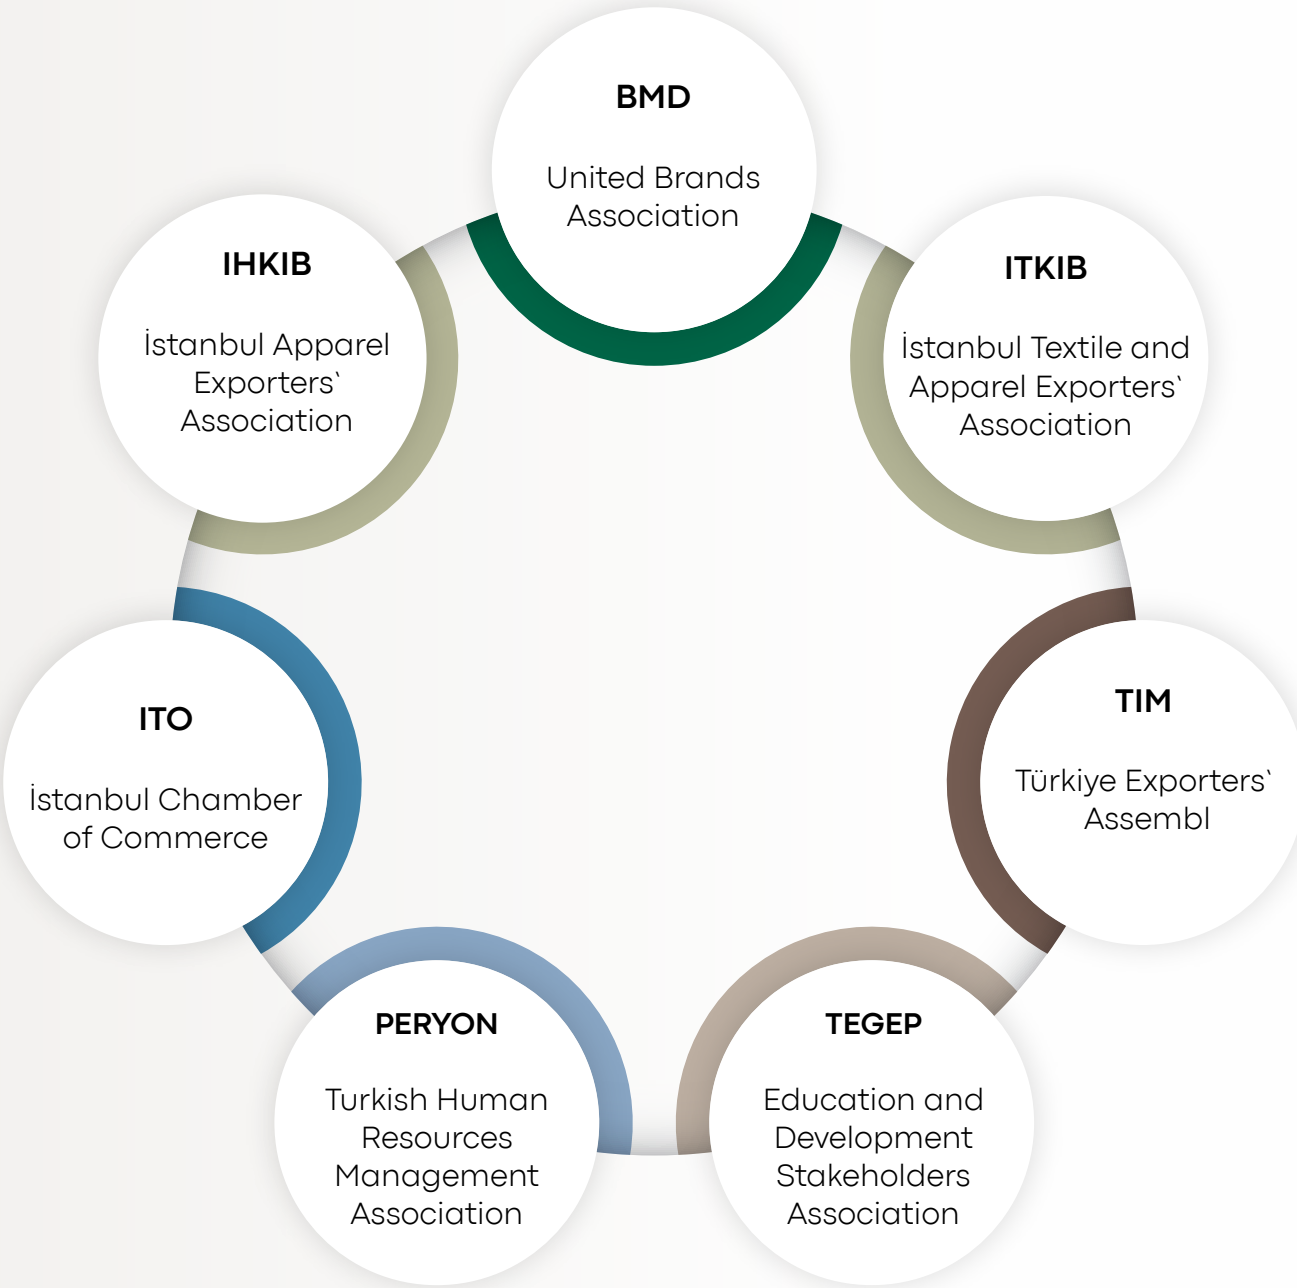 BMD
United Brands
Association
IHKIB
İstanbul Apparel
Exporters`
Association
ITKIB
İstanbul Textile and
Apparel Exporters`
Association
ITO
İstanbul Chamber
of Commerce
TIM
Türkiye Exporters`
Assembl
PERYON
Turkish Human
Resources
Management
Association
TEGEP
Education and
Development
Stakeholders
Association